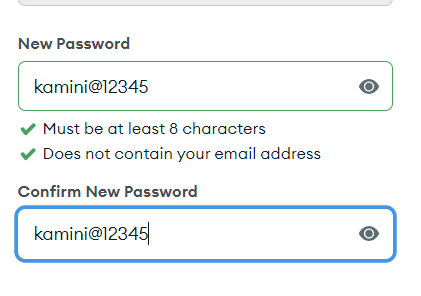 New Password
kamini@12345
Must be at least 8 characters
Does not contain your email address
Confirm New Password
kamini@12345